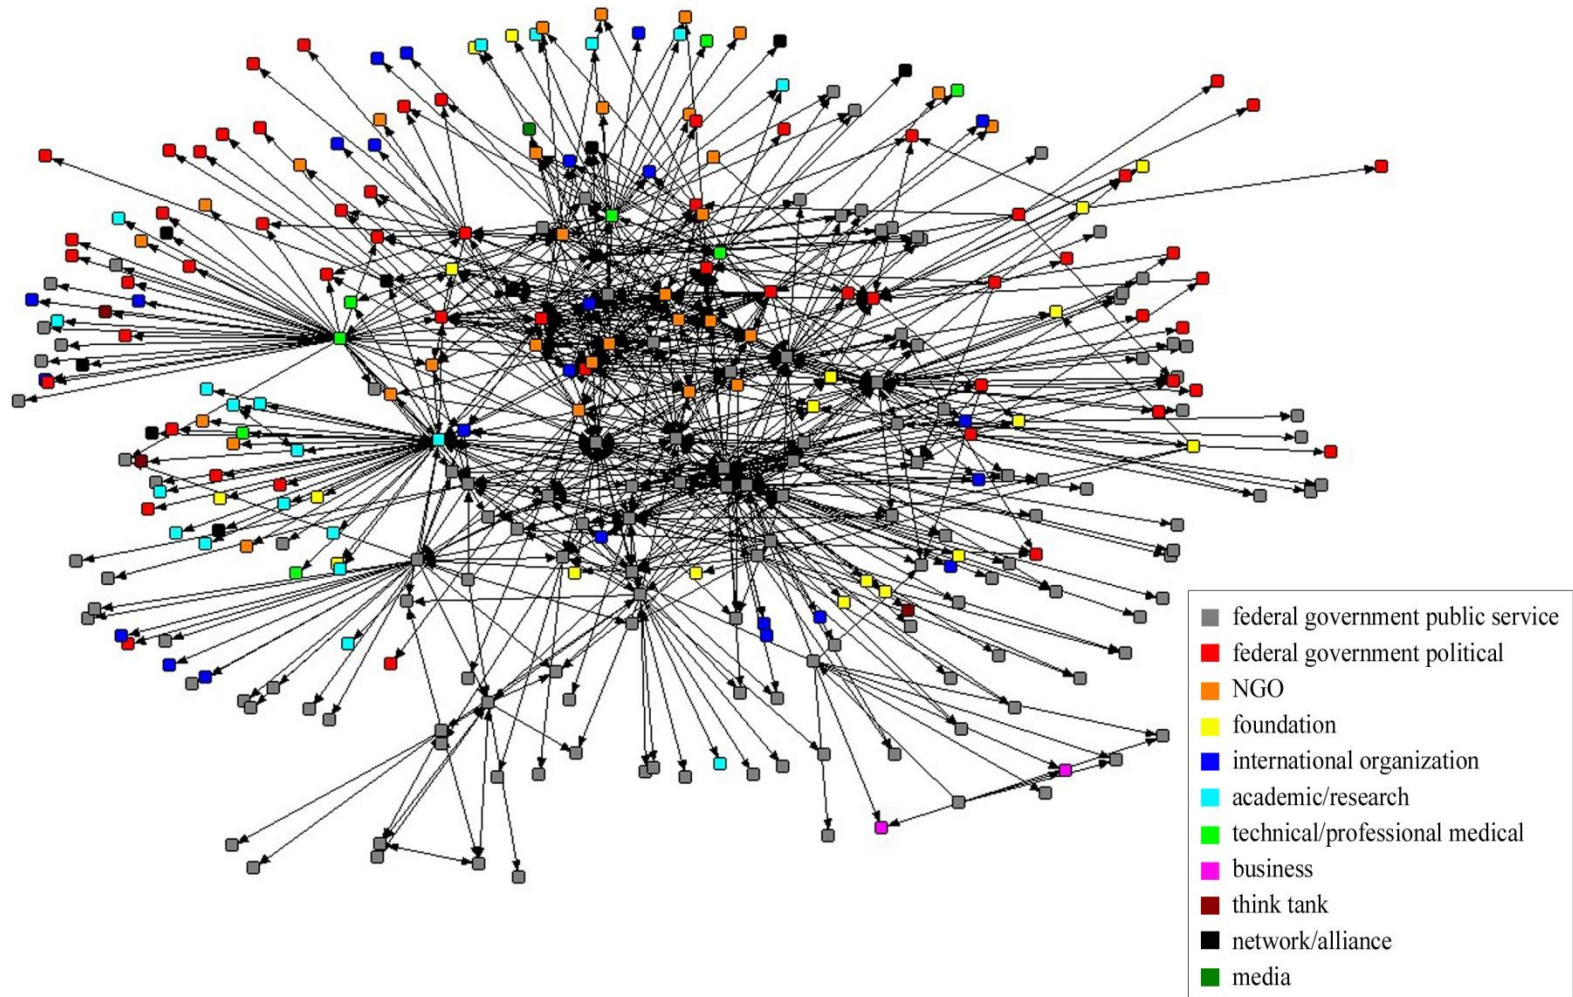 federal government public service
federal government political
NGO
foundation
international organization
academic/research
technical/professional medical
business
think tank
network/alliance
media